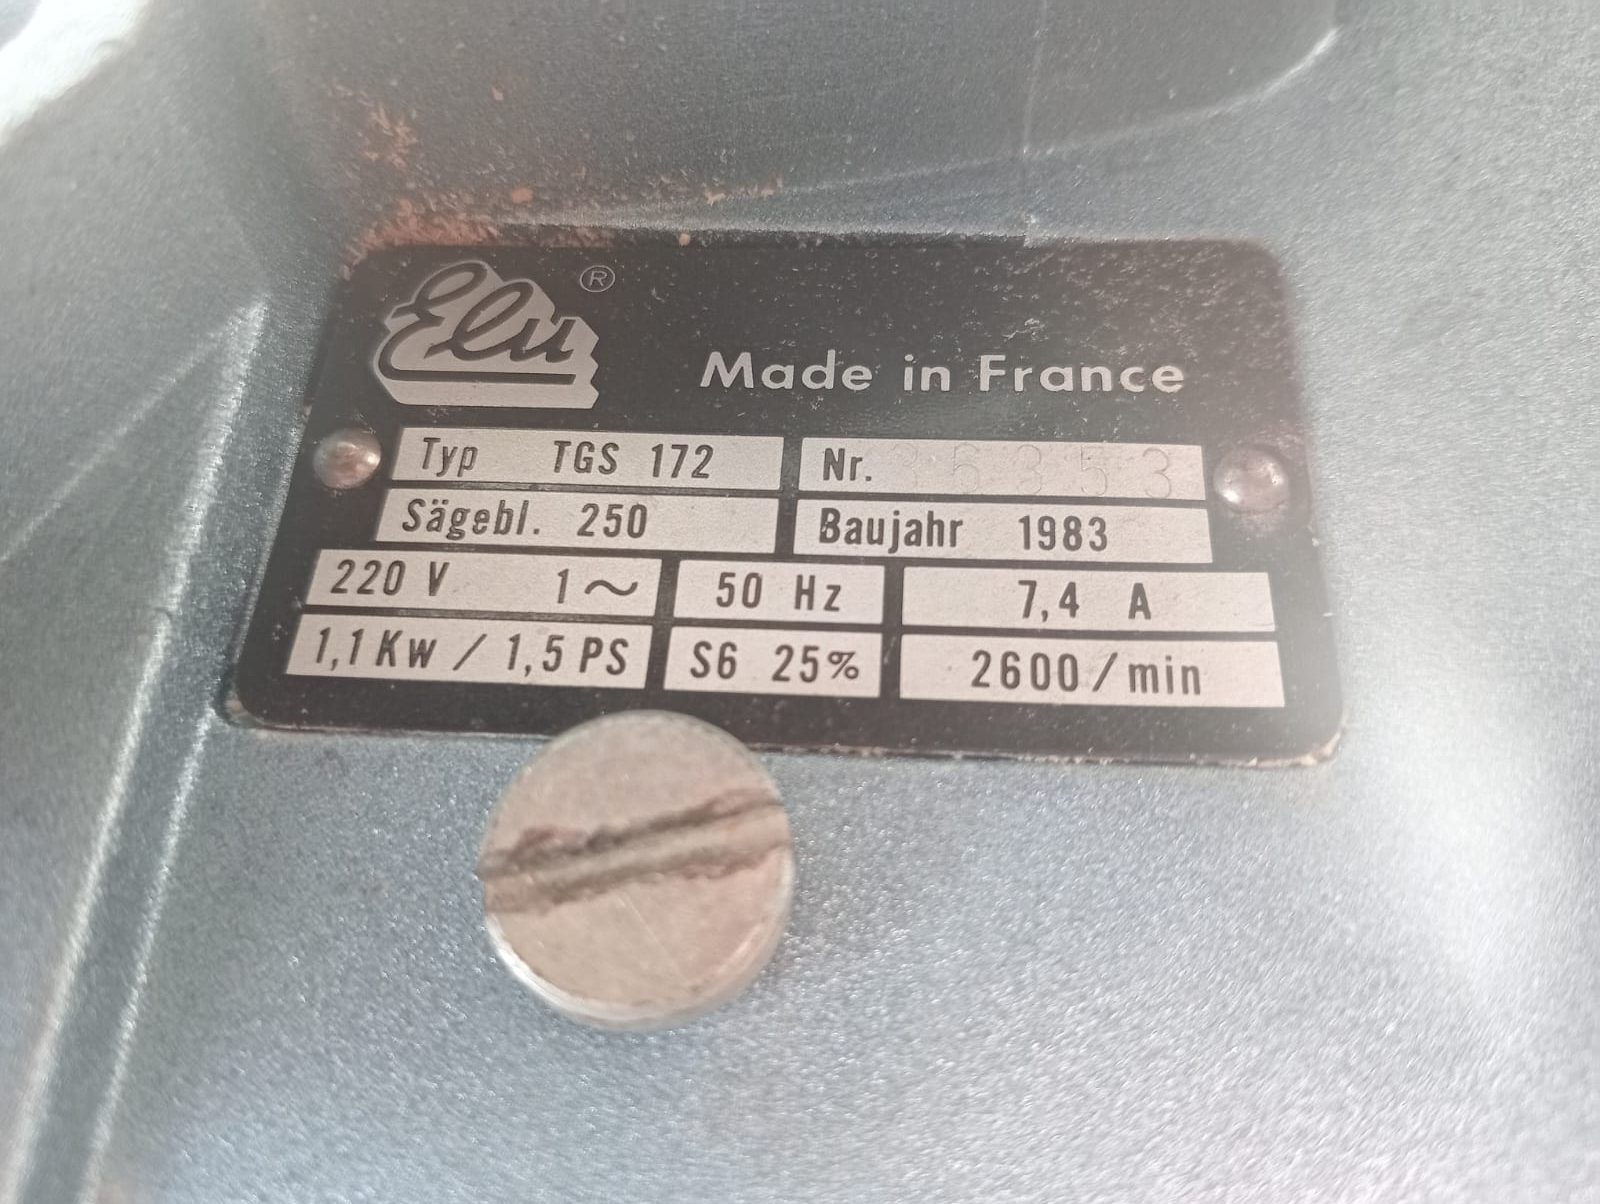 Elu ®
Made in France
Typ TGS 172
Nr.
Sägebl. 250
Baujahr 1983
220 V 1~
50 Hz
7,4 A
1,1 Kw / 1,5 PS
S6 25%
2600/min